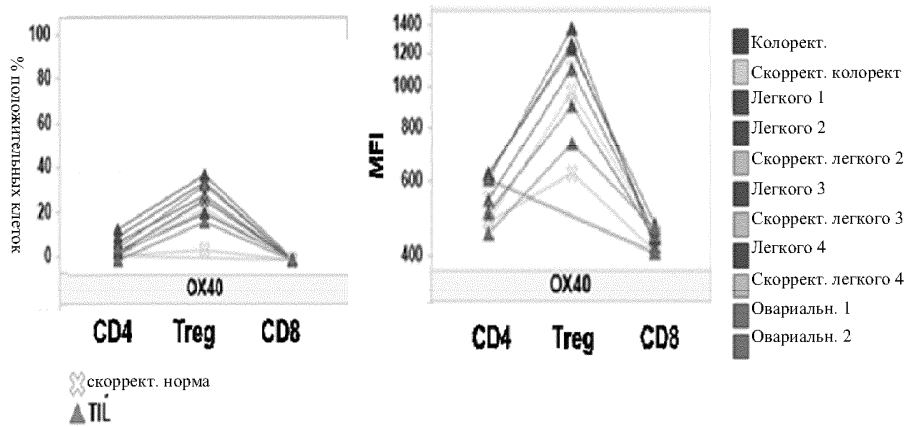 % положительных клеток
100
80
60
40
20
0
OX40
CD4 Treg CD8
скоррект. норма
TIL
MFI
1400
1200
1000
800
600
400
OX40
CD4 Treg CD8
Колорект.
Скоррект. колорект
Легкого 1
Легкого 2
Скоррект. легкого 2
Легкого 3
Скоррект. легкого 3
Легкого 4
Скоррект. легкого 4
Овариальн. 1
Овариальн. 2